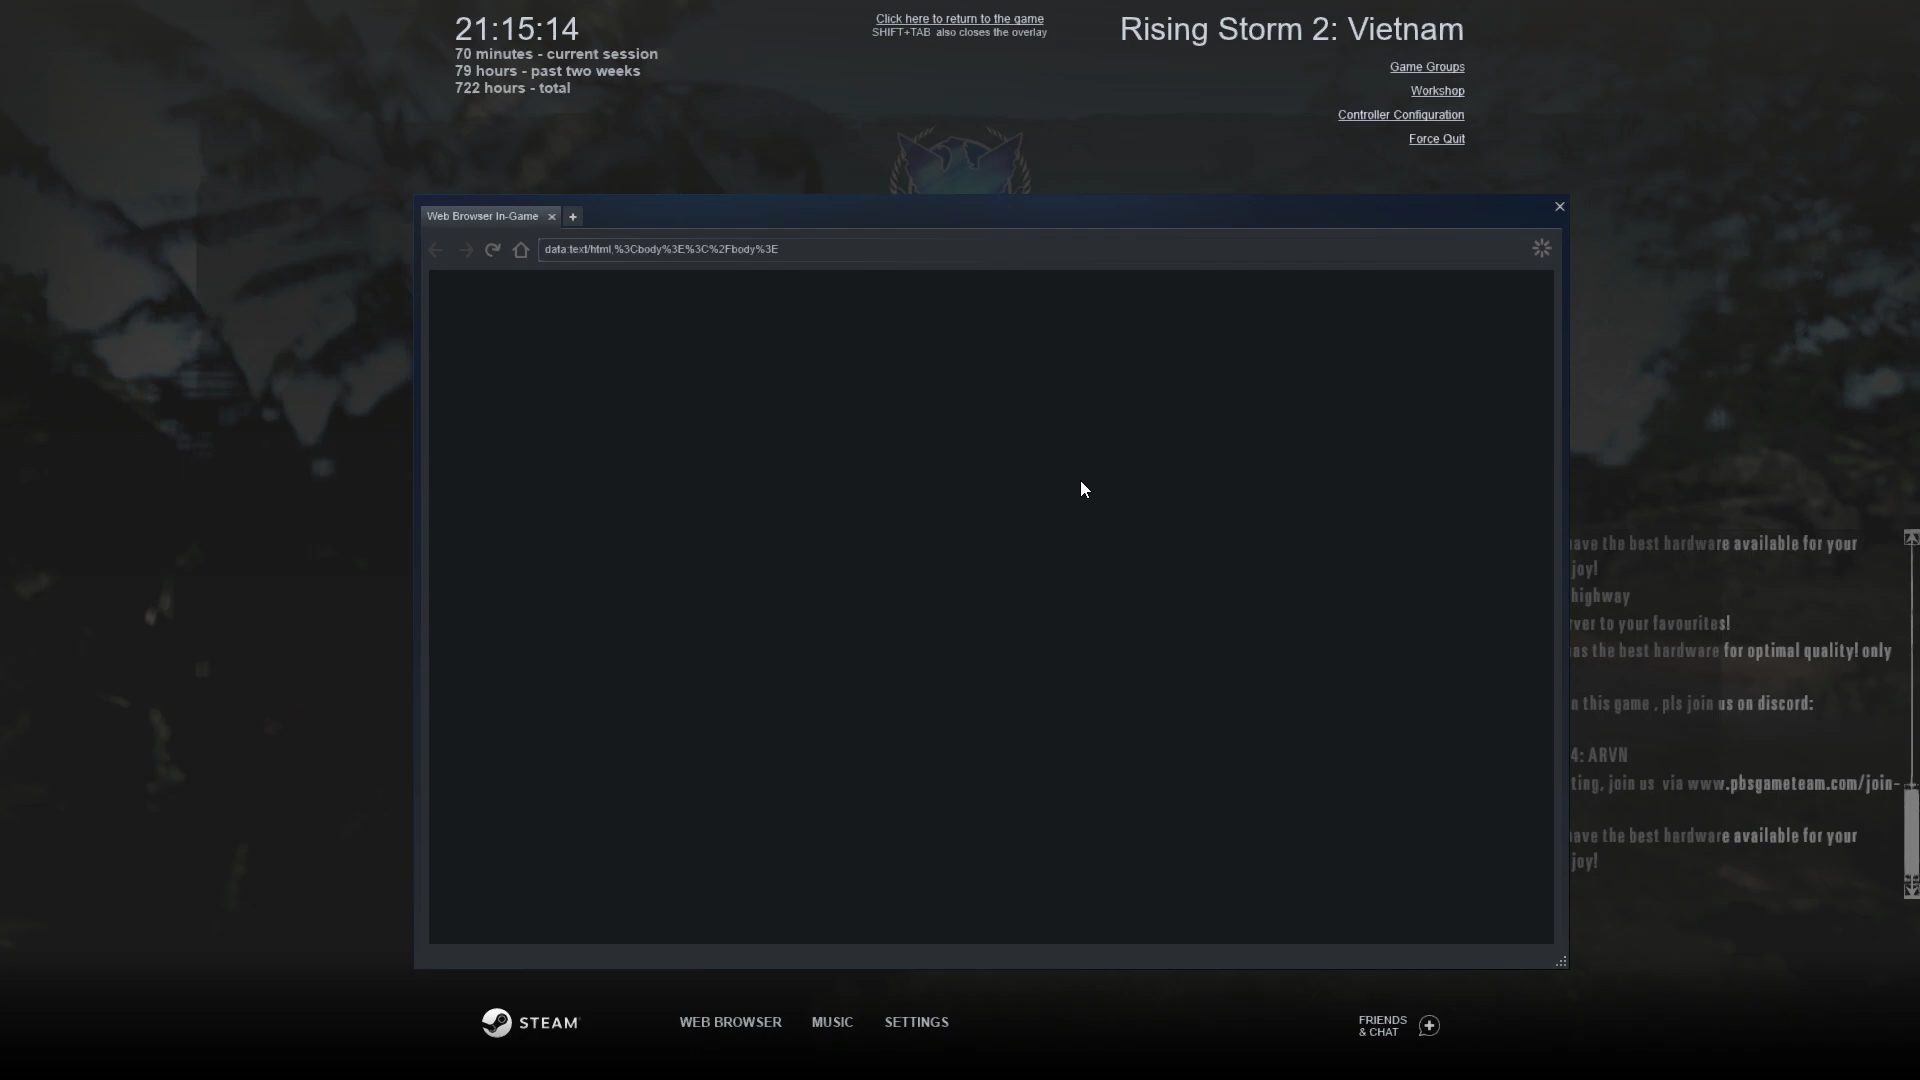 21:15:14
70 minutes - current session
79 hours - past two weeks
722 hours - total
Click here to return to the game
SHIFT+TAB also closes the overlay
Rising Storm 2: Vietnam
Game Groups
Workshop
Controller Configuration
Force Quit
Web Browser In-Game
data:text/html,%3Cbody%3E%3C%2Fbody%3E
ave the best hardware available for your
joy!
highway
rver to your favourites!
as the best hardware for optimal quality! only
n this game , pls join us on discord:
4: ARVN
ting, join us via www.pbsgameteam.com/join-
ave the best hardware available for your
joy!
STEAM
WEB BROWSER
MUSIC
SETTINGS
FRIENDS
& CHAT